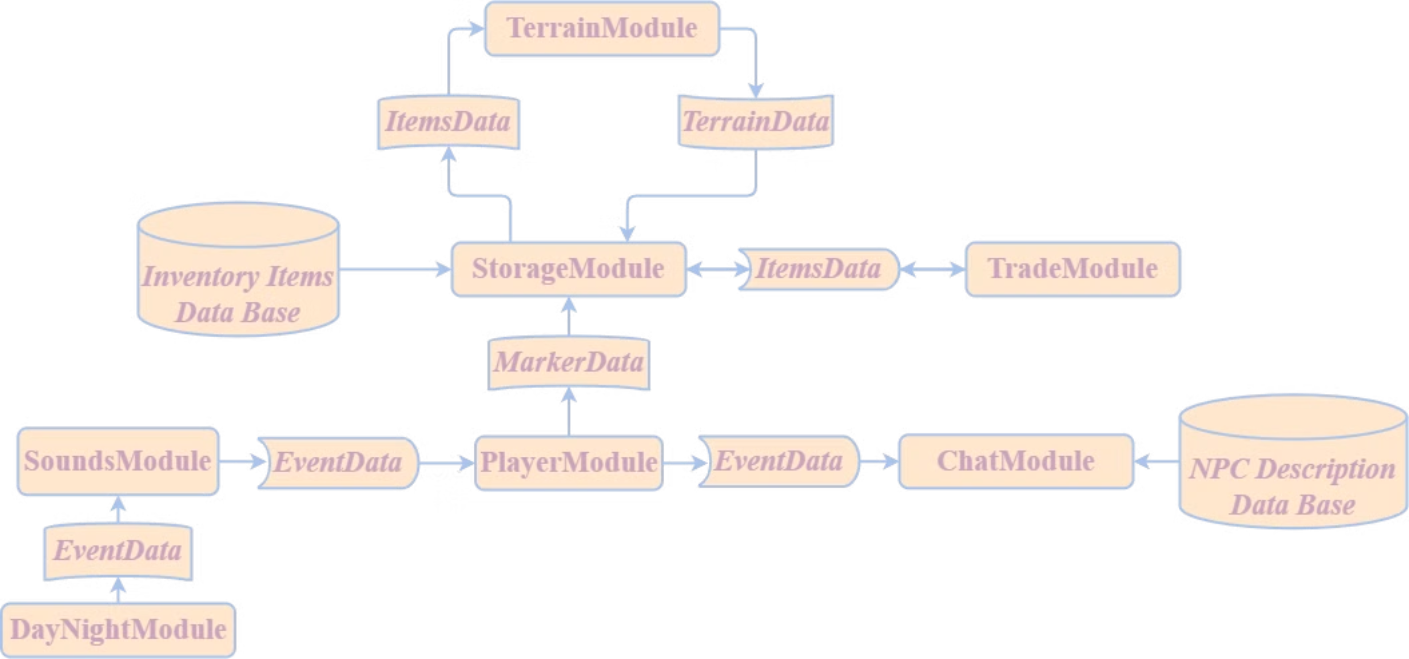 TerrainModule
ItemsData
TerrainData
Inventory Items
Data Base
StorageModule
ItemsData
TradeModule
MarkerData
SoundsModule
EventData
PlayerModule
EventData
ChatModule
NPC Description
Data Base
EventData
DayNightModule